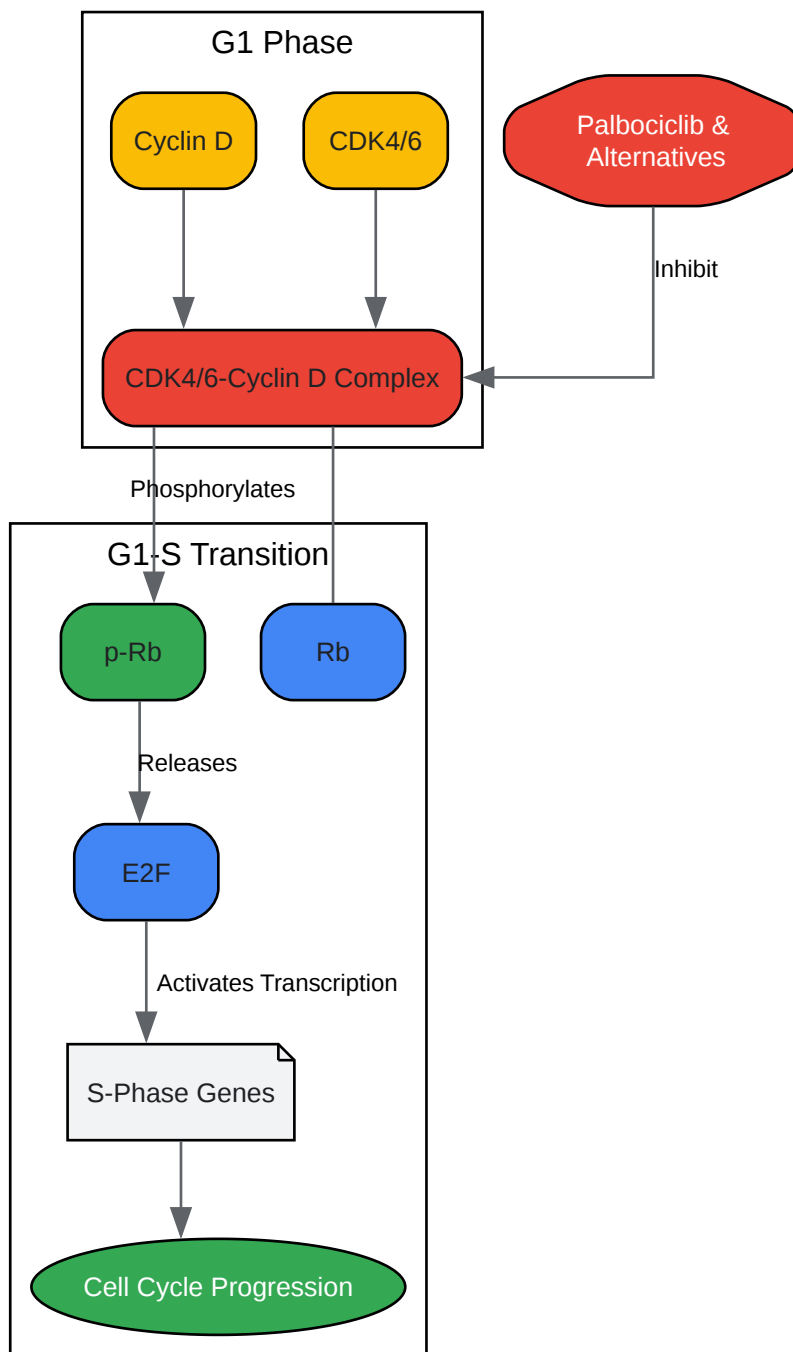 G1 Phase
Cyclin D
CDK4/6
Palbociclib &
Alternatives
Inhibit
CDK4/6-Cyclin D Complex
Phosphorylates
G1-S Transition
p-Rb
Rb
Releases
E2F
Activates Transcription
S-Phase Genes
Cell Cycle Progression